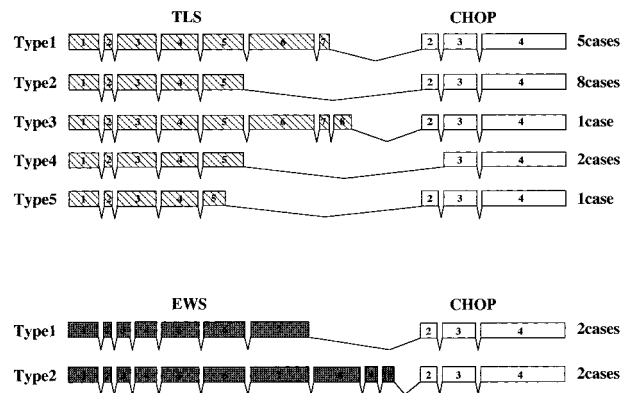 TLS CHOP
Type1 1 2 3 4 5 6 7 2 3 4 5cases
Type2 1 2 3 4 5 2 3 4 8cases
Type3 1 2 3 4 5 6 7 8 2 3 4 1case
Type4 1 2 3 4 5 3 4 2cases
Type5 1 2 3 4 5 2 3 4 1case
EWS CHOP
Type1 2 3 4 2cases
Type2 2 3 4 2cases